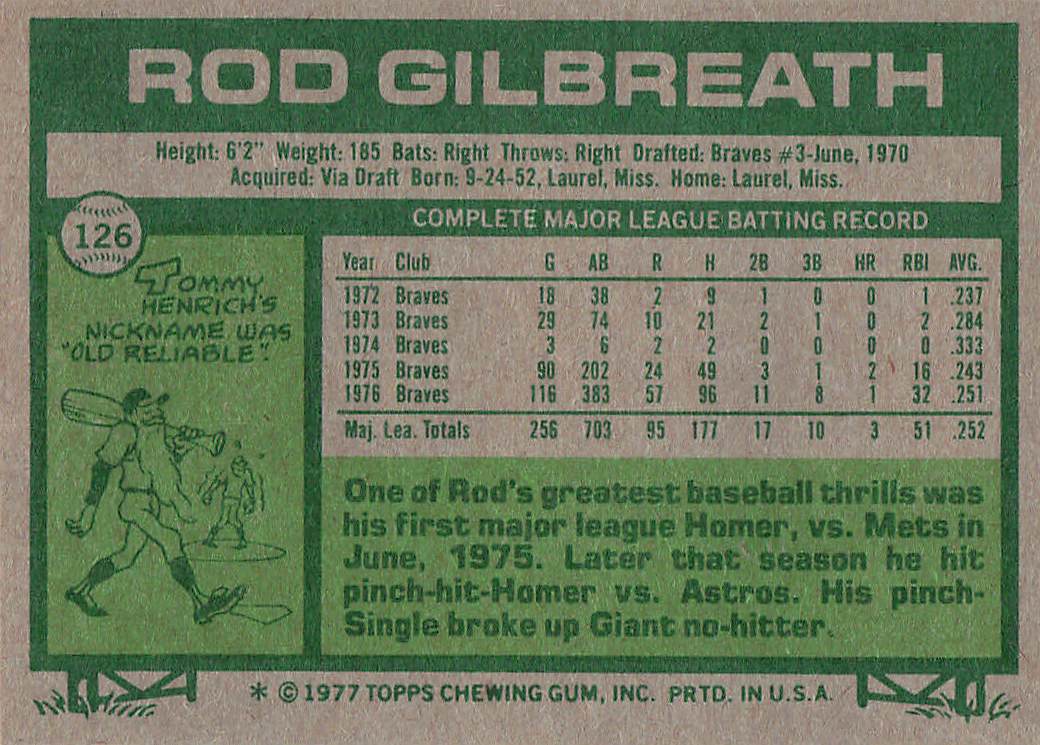 ROD GILBREATH
Height: 6'2" Weight: 185 Bats: Right Throws: Right Drafted: Braves #3-June, 1970
Acquired: Via Draft Born: 9-24-52, Laurel, Miss. Home: Laurel, Miss.
126
TOMMY
HENRICH'S
NICKNAME WAS
"OLD RELIABLE".
COMPLETE MAJOR LEAGUE BATTING RECORD
Year Club G AB R H 2B 3B HR RBI AVG.
1972 Braves 18 38 2 9 1 0 0 1 .237
1973 Braves 29 74 10 21 2 1 0 2 .284
1974 Braves 3 6 2 2 0 0 0 0 .333
1975 Braves 90 202 24 49 3 1 2 16 .243
1976 Braves 116 383 57 96 11 8 1 32 .251
Maj. Lea. Totals 256 703 95 177 17 10 3 51 .252
One of Rod's greatest baseball thrills was
his first major league Homer, vs. Mets in
June, 1975. Later that season he hit
pinch-hit-Homer vs. Astros. His pinch-
Single broke up Giant no-hitter.
* © 1977 TOPPS CHEWING GUM, INC. PRTD. IN U.S.A.